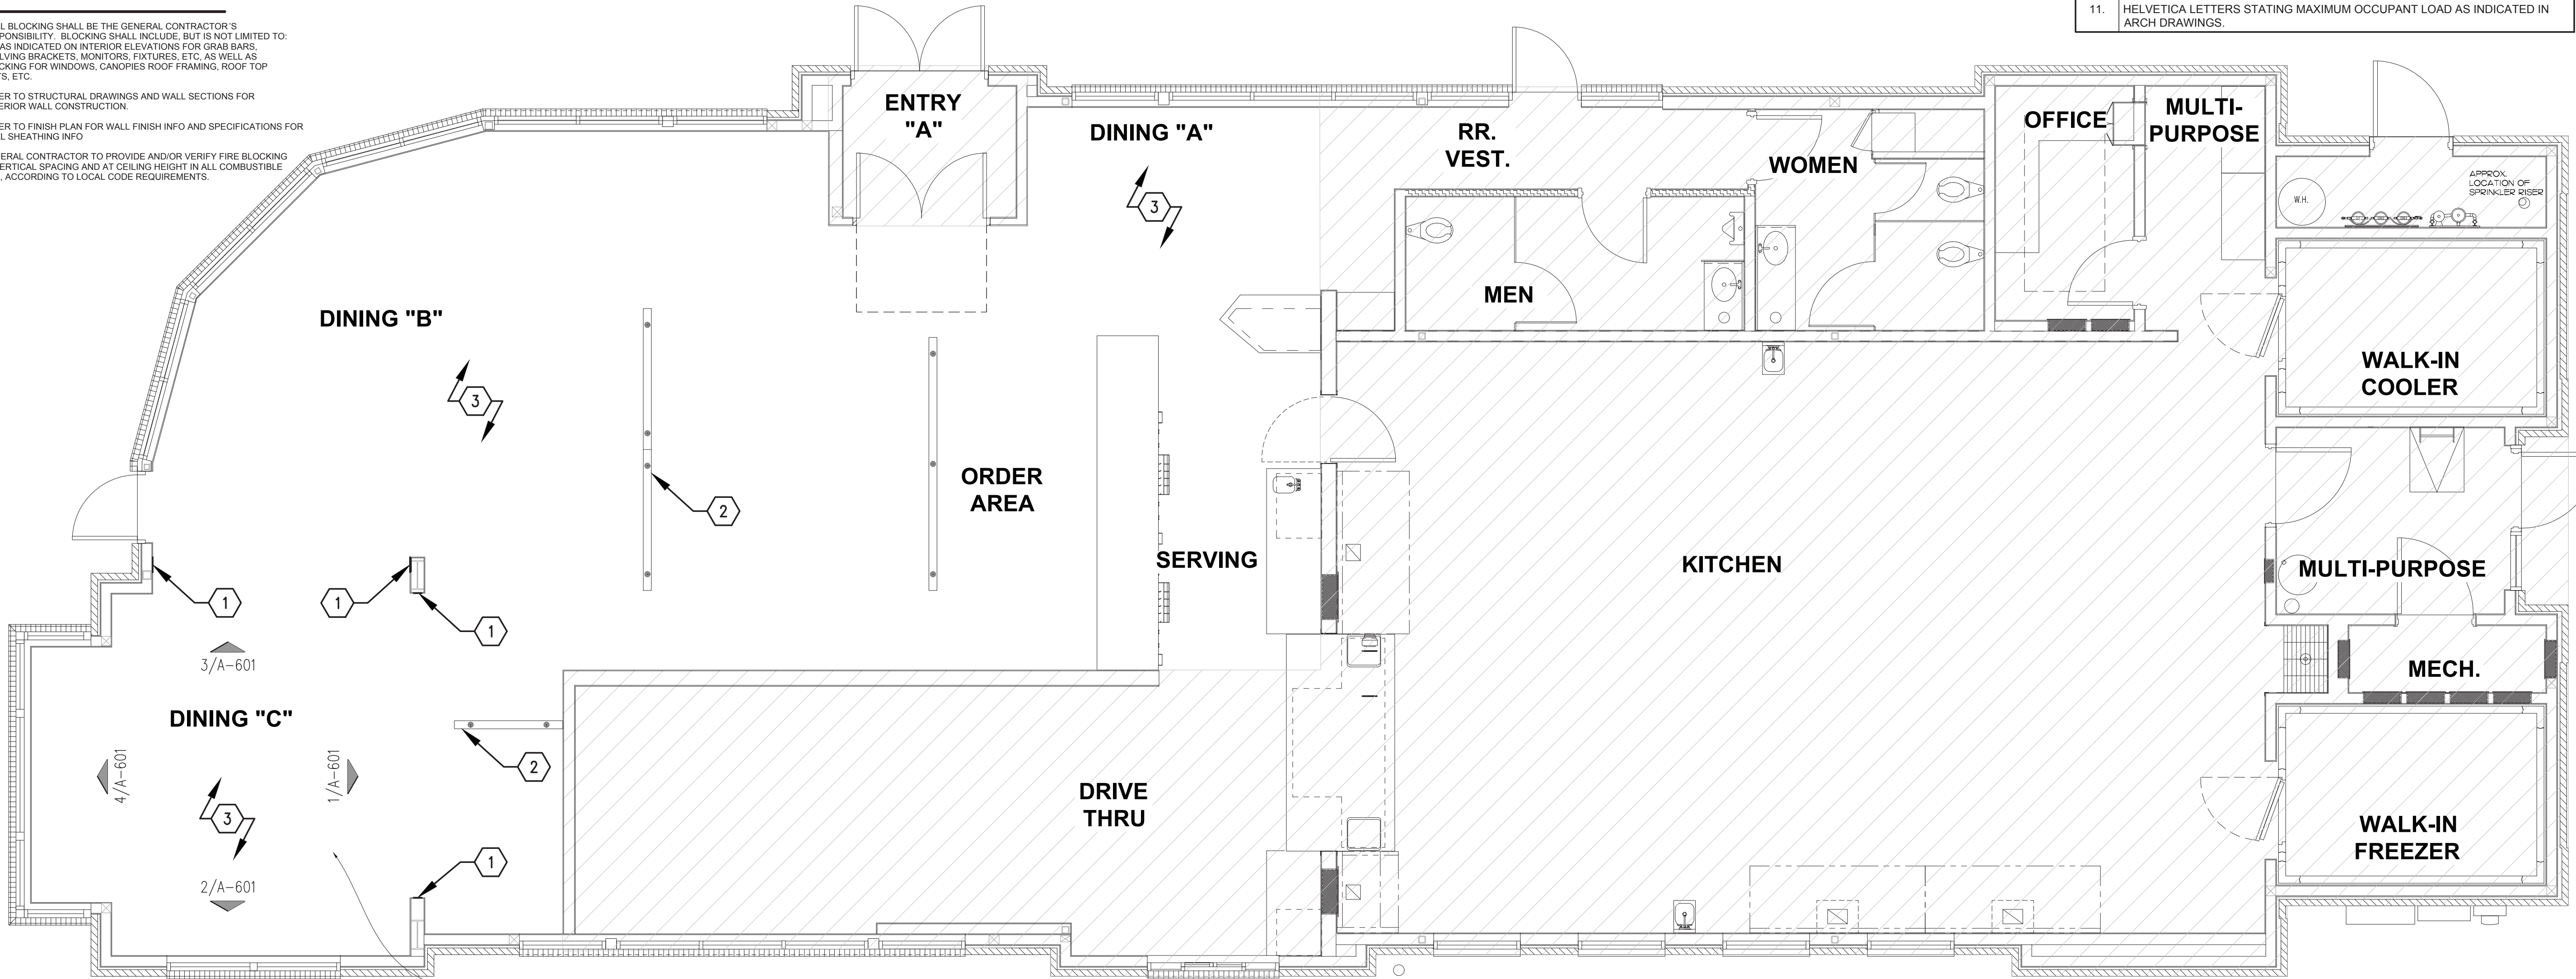 L BLOCKING SHALL BE THE GENERAL CONTRACTOR'S
PONSIBILITY. BLOCKING SHALL INCLUDE, BUT IS NOT LIMITED TO:
AS INDICATED ON INTERIOR ELEVATIONS FOR GRAB BARS,
LVING BRACKETS, MONITORS, FIXTURES, ETC, AS WELL AS
CKING FOR WINDOWS, CANOPIES ROOF FRAMING, ROOF TOP
TS, ETC.
ER TO STRUCTURAL DRAWINGS AND WALL SECTIONS FOR
ERIOR WALL CONSTRUCTION.
ER TO FINISH PLAN FOR WALL FINISH INFO AND SPECIFICATIONS FOR
L SHEATHING INFO
ERAL CONTRACTOR TO PROVIDE AND/OR VERIFY FIRE BLOCKING
ERTICAL SPACING AND AT CEILING HEIGHT IN ALL COMBUSTIBLE
, ACCORDING TO LOCAL CODE REQUIREMENTS.
11. HELVETICA LETTERS STATING MAXIMUM OCCUPANT LOAD AS INDICATED IN
ARCH DRAWINGS.
ENTRY
"A"
DINING "A"
3
RR.
VEST.
WOMEN
OFFICE
MULTI-
PURPOSE
APPROX.
LOCATION OF
SPRINKLER RISER
W.H.
MEN
DINING "B"
3
WALK-IN
COOLER
2
ORDER
AREA
SERVING
KITCHEN
MULTI-PURPOSE
1
1
1
3/A-601
DINING "C"
MECH.
4/A-601
1/A-601
2
3
DRIVE
THRU
WALK-IN
FREEZER
1
2/A-601